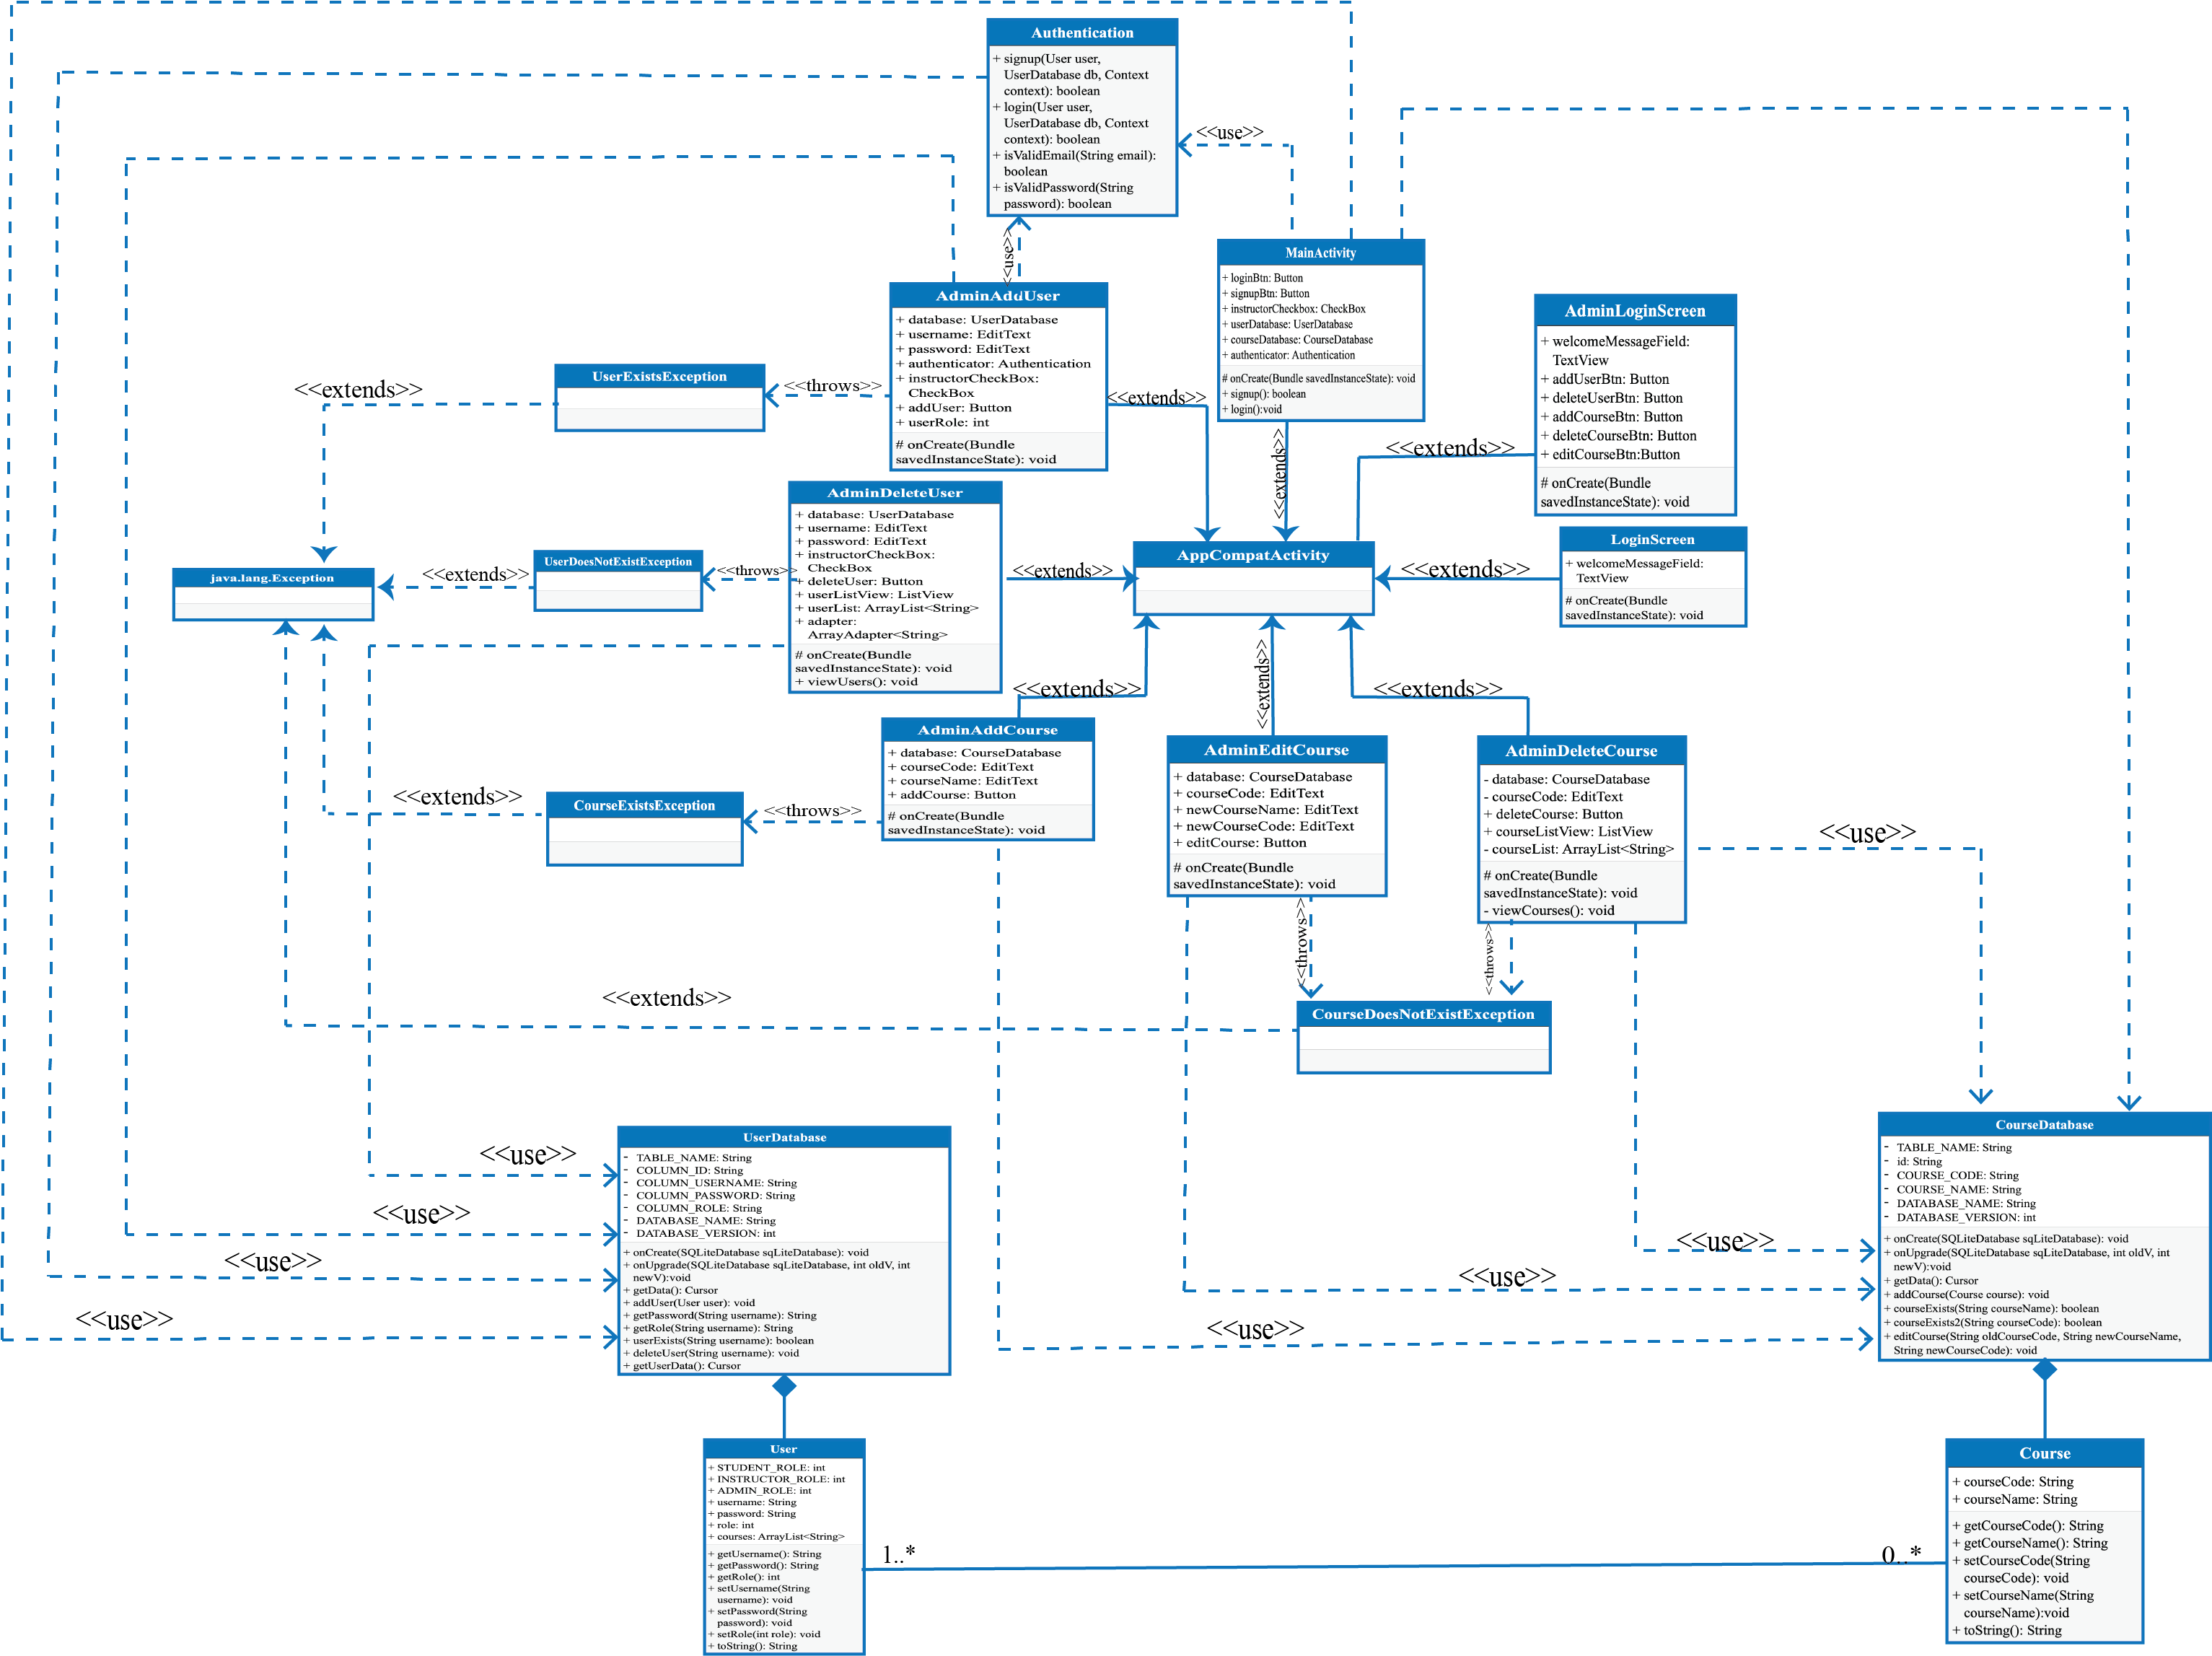 Authentication
+ signup(User user,
UserDatabase db, Context
context): boolean
+ login(User user,
UserDatabase db, Context
context): boolean
+ isValidEmail(String email):
boolean
+ isValidPassword(String
password): boolean
<<use>>
<<use>>
MainActivity
+ loginBtn: Button
+ signupBtn: Button
+ instructorCheckbox: CheckBox
+ userDatabase: UserDatabase
+ courseDatabase: CourseDatabase
+ authenticator: Authentication
# onCreate(Bundle savedInstanceState): void
+ signup(): boolean
+ login():void
AdminAddUser
+ database: UserDatabase
+ username: EditText
+ password: EditText
+ authenticator: Authentication
+ instructorCheckBox:
CheckBox
+ addUser: Button
+ userRole: int
# onCreate(Bundle
savedInstanceState): void
AdminLoginScreen
+ welcomeMessageField:
TextView
+ addUserBtn: Button
+ deleteUserBtn: Button
+ addCourseBtn: Button
+ deleteCourseBtn: Button
+ editCourseBtn:Button
# onCreate(Bundle
savedInstanceState): void
UserExistsException
<<extends>>
<<throws>>
<<extends>>
<<extends>>
<<extends>>
AdminDeleteUser
+ database: UserDatabase
+ username: EditText
+ password: EditText
+ instructorCheckBox:
CheckBox
+ deleteUser: Button
+ userListView: ListView
+ userList: ArrayList<String>
+ adapter:
ArrayAdapter<String>
# onCreate(Bundle
savedInstanceState): void
+ viewUsers(): void
java.lang.Exception
<<extends>>
UserDoesNotExistException
<<throws>>
<<extends>>
AppCompatActivity
<<extends>>
LoginScreen
+ welcomeMessageField:
TextView
# onCreate(Bundle
savedInstanceState): void
<<extends>>
<<extends>>
<<extends>>
AdminAddCourse
+ database: CourseDatabase
+ courseCode: EditText
+ courseName: EditText
+ addCourse: Button
# onCreate(Bundle
savedInstanceState): void
AdminEditCourse
+ database: CourseDatabase
+ courseCode: EditText
+ newCourseName: EditText
+ newCourseCode: EditText
+ editCourse: Button
# onCreate(Bundle
savedInstanceState): void
AdminDeleteCourse
- database: CourseDatabase
- courseCode: EditText
+ deleteCourse: Button
+ courseListView: ListView
- courseList: ArrayList<String>
# onCreate(Bundle
savedInstanceState): void
- viewCourses(): void
<<extends>>
CourseExistsException
<<throws>>
<<use>>
<<throws>>
<<throws>>
<<extends>>
CourseDoesNotExistException
UserDatabase
- TABLE_NAME: String
- COLUMN_ID: String
- COLUMN_USERNAME: String
- COLUMN_PASSWORD: String
- COLUMN_ROLE: String
- DATABASE_NAME: String
- DATABASE_VERSION: int
+ onCreate(SQLiteDatabase sqLiteDatabase): void
+ onUpgrade(SQLiteDatabase sqLiteDatabase, int oldV, int
newV):void
+ getData(): Cursor
+ addUser(User user): void
+ getPassword(String username): String
+ getRole(String username): String
+ userExists(String username): boolean
+ deleteUser(String username): void
+ getUserData(): Cursor
<<use>>
<<use>>
<<use>>
<<use>>
CourseDatabase
- TABLE_NAME: String
- id: String
- COURSE_CODE: String
- COURSE_NAME: String
- DATABASE_NAME: String
- DATABASE_VERSION: int
+ onCreate(SQLiteDatabase sqLiteDatabase): void
+ onUpgrade(SQLiteDatabase sqLiteDatabase, int oldV, int
newV):void
+ getData(): Cursor
+ addCourse(Course course): void
+ courseExists(String courseName): boolean
+ courseExists2(String courseCode): boolean
+ editCourse(String oldCourseCode, String newCourseName,
String newCourseCode): void
<<use>>
<<use>>
<<use>>
User
+ STUDENT_ROLE: int
+ INSTRUCTOR_ROLE: int
+ ADMIN_ROLE: int
+ username: String
+ password: String
+ role: int
+ courses: ArrayList<String>
+ getUsername(): String
+ getPassword(): String
+ getRole(): int
+ setUsername(String
username): void
+ setPassword(String
password): void
+ setRole(int role): void
+ toString(): String
1..*
0..*
Course
+ courseCode: String
+ courseName: String
+ getCourseCode(): String
+ getCourseName(): String
+ setCourseCode(String
courseCode): void
+ setCourseName(String
courseName):void
+ toString(): String